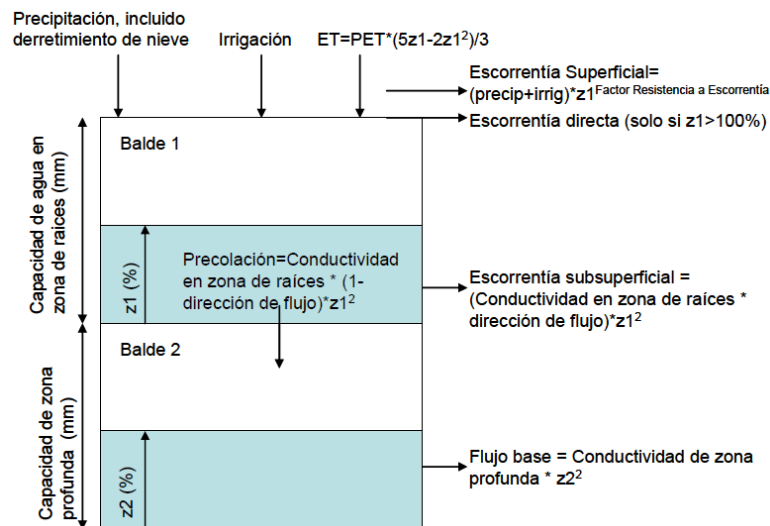 Precipitación, incluido
derretimiento de nieve
Irrigación
ET=PET*(5z1-2z1²)/3
Escorrentía Superficial=
(precip+irrig)*z1^Factor Resistencia a Escorrentía
Escorrentía directa (solo si z1>100%)
Balde 1
Capacidad de agua en
zona de raices (mm)
z1 (%)
Precolación=Conductividad
en zona de raíces * (1-
dirección de flujo)*z1²
Escorrentía subsuperficial =
(Conductividad en zona de raíces *
dirección de flujo)*z1²
Balde 2
Capacidad de zona
profunda (mm)
z2 (%)
Flujo base = Conductividad de zona
profunda * z2²